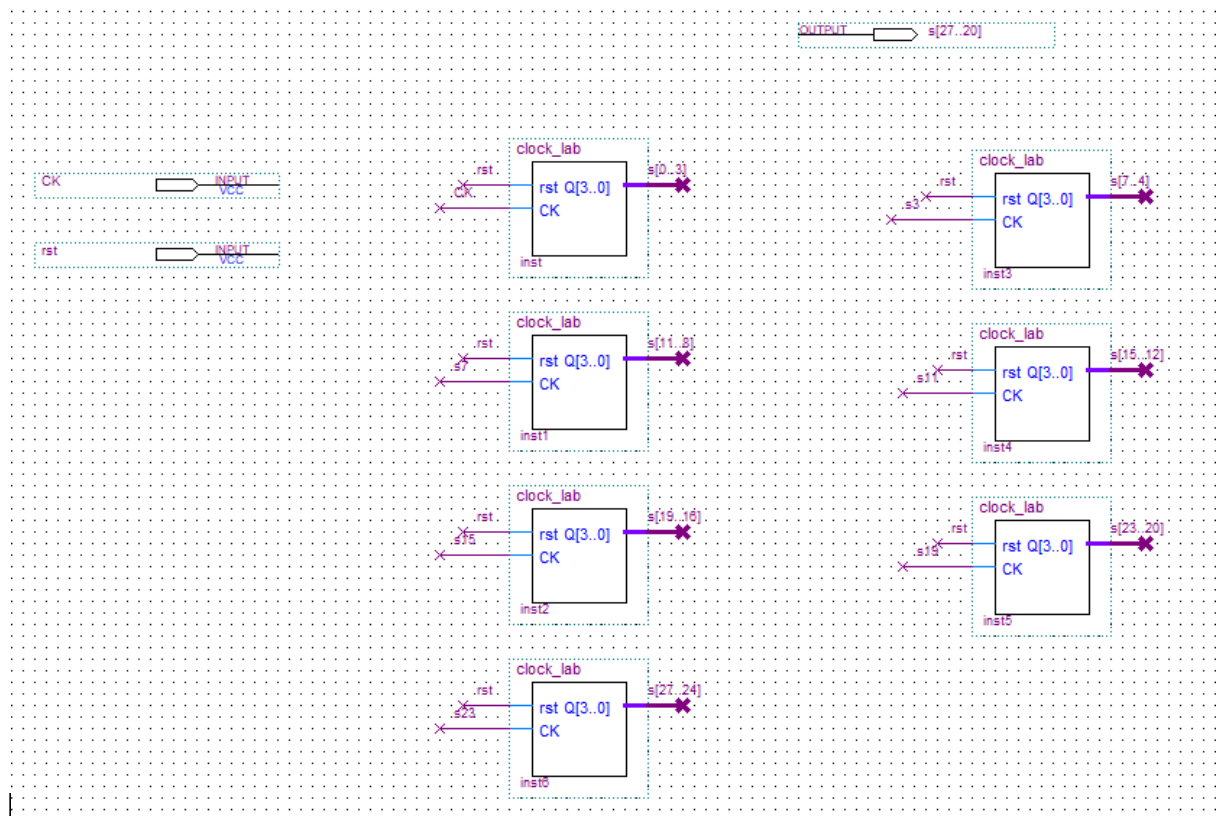 OUTPUT s[27..20]
CK INPUT
VCC
rst INPUT
VCC
clock_lab
rst s[0..3]
CK rst Q[3..0]
CK
inst
clock_lab
rst s[7..4]
s3 rst Q[3..0]
CK
inst3
clock_lab
rst s[11..8]
s7 rst Q[3..0]
CK
inst1
clock_lab
rst s[15..12]
s11 rst Q[3..0]
CK
inst4
clock_lab
rst s[19..16]
s15 rst Q[3..0]
CK
inst2
clock_lab
rst s[23..20]
s19 rst Q[3..0]
CK
inst5
clock_lab
rst s[27..24]
s23 rst Q[3..0]
CK
inst6